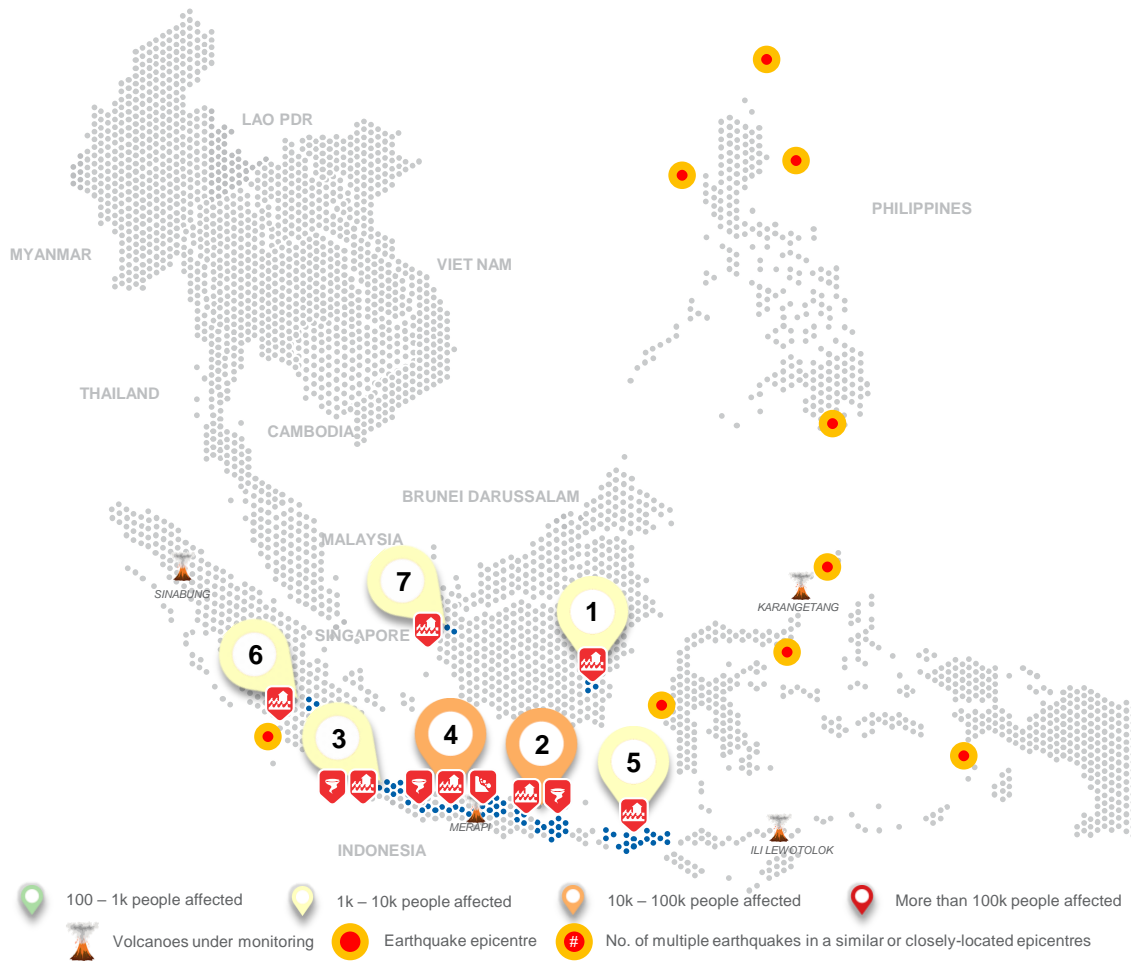 LAO PDR
PHILIPPINES
MYANMAR
VIET NAM
THAILAND
CAMBODIA
BRUNEI DARUSSALAM
MALAYSIA
SINABUNG
7
1
KARANGETANG
SINGAPORE
6
3
4
2
5
MERAPI
INDONESIA
ILI LEWOTOLOK
100 – 1k people affected
1k – 10k people affected
10k – 100k people affected
More than 100k people affected
Volcanoes under monitoring
Earthquake epicentre
#
No. of multiple earthquakes in a similar or closely-located epicentres